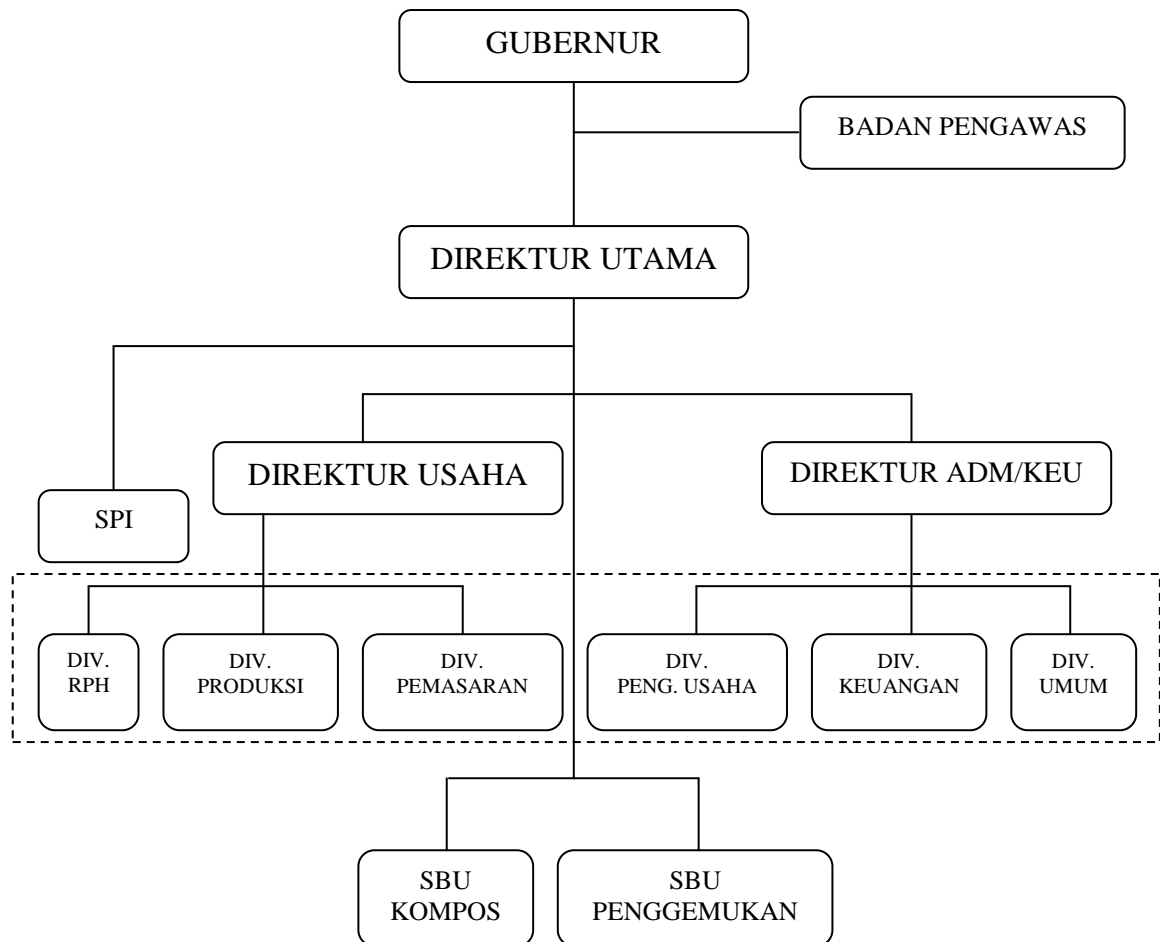 GUBERNUR
BADAN PENGAWAS
DIREKTUR UTAMA
DIREKTUR USAHA
DIREKTUR ADM/KEU
SPI
DIV.
RPH
DIV.
PRODUKSI
DIV.
PEMASARAN
DIV.
PENG. USAHA
DIV.
KEUANGAN
DIV.
UMUM
SBU
KOMPOS
SBU
PENGGEMUKAN